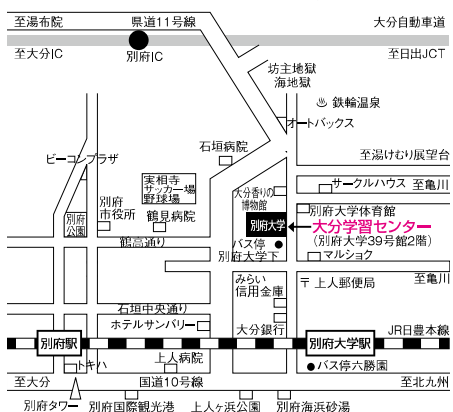 至湯布院
県道11号線
大分自動車道
至大分IC
別府IC
至日出JCT
坊主地獄
海地獄
鉄輪温泉
オートバックス
石垣病院
至湯けむり展望台
ビーコンプラザ
実相寺
サッカー場
野球場
大分香りの
博物館
サークルハウス
至亀川
別府
市役所
鶴見病院
別府
公園
別府大学
別府大学体育館
大分学習センター
(別府大学39号館2階)
鶴高通り
バス停
別府大学下
マルショク
みらい
信用金庫
〒上人郵便局
至亀川
石垣中央通り
ホテルサンバリー
大分銀行
別府駅
別府大学駅
JR日豊本線
トキハ
上人病院
バス停六勝園
至大分
国道10号線
至北九州
別府タワー
別府国際観光港
上人ヶ浜公園
別府海浜砂湯